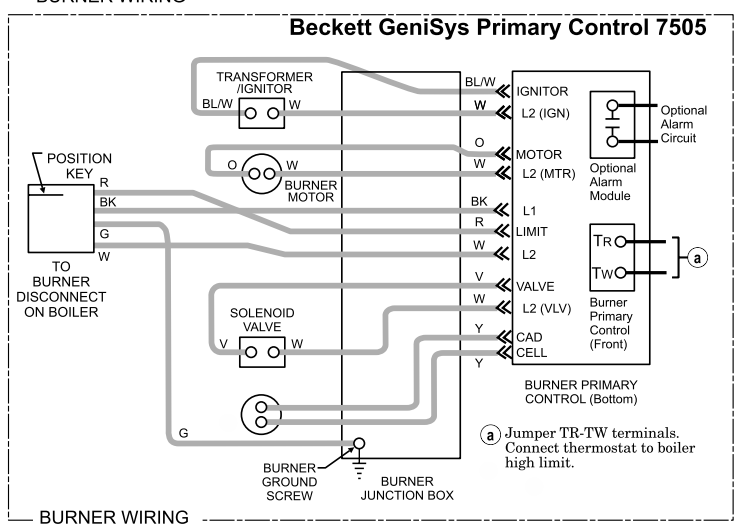 BURNER WIRING
Beckett GeniSys Primary Control 7505
TRANSFORMER
/IGNITOR
BL/W
W
BL/W
IGNITOR
W
L2 (IGN)
Optional
Alarm
Circuit
Optional
Alarm
Module
O
W
BURNER
MOTOR
O
MOTOR
W
L2 (MTR)
POSITION
KEY
R
BK
G
W
TO
BURNER
DISCONNECT
ON BOILER
BK
L1
R
LIMIT
W
L2
TR
TW
a
Burner
Primary
Control
(Front)
V
VALVE
W
L2 (VLV)
SOLENOID
VALVE
V
W
Y
CAD
CELL
Y
BURNER PRIMARY
CONTROL (Bottom)
G
BURNER
GROUND
SCREW
BURNER
JUNCTION BOX
a Jumper TR-TW terminals.
Connect thermostat to boiler
high limit.
BURNER WIRING